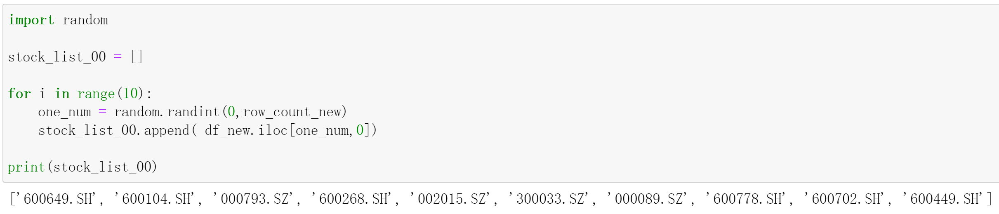 import random
stock_list_00 = []
for i in range(10):
    one_num = random.randint(0,row_count_new)
    stock_list_00.append( df_new.iloc[one_num,0])
print(stock_list_00)
['600649.SH', '600104.SH', '000793.SZ', '600268.SH', '002015.SZ', '300033.SZ', '000089.SZ', '600778.SH', '600702.SH', '600449.SH']